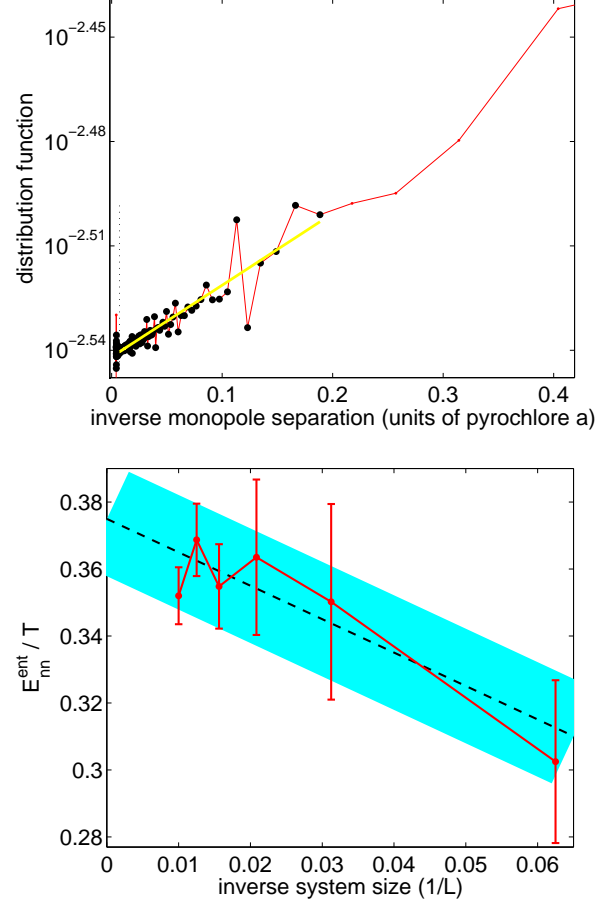 10^-2.45
10^-2.48
10^-2.51
10^-2.54
distribution function
0 0.1 0.2 0.3 0.4
inverse monopole separation (units of pyrochlore a)
0.38
0.36
0.34
0.32
0.3
0.28
E_nn^ent / T
0 0.01 0.02 0.03 0.04 0.05 0.06
inverse system size (1/L)